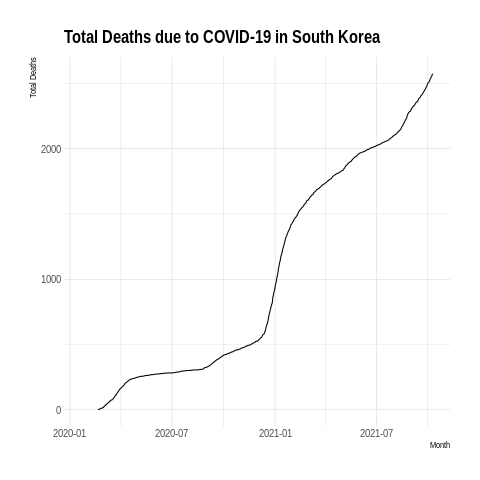 Total Deaths due to COVID-19 in South Korea
Total Deaths
2000
1000
0
2020-01 2020-07 2021-01 2021-07
Month